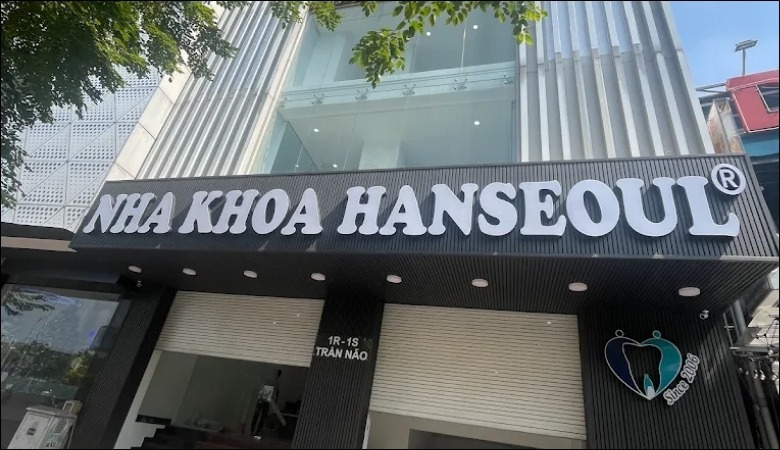 NHA KHOA HANSEOUL®
1R - 1S
TRẦN NÃO
Since 2006